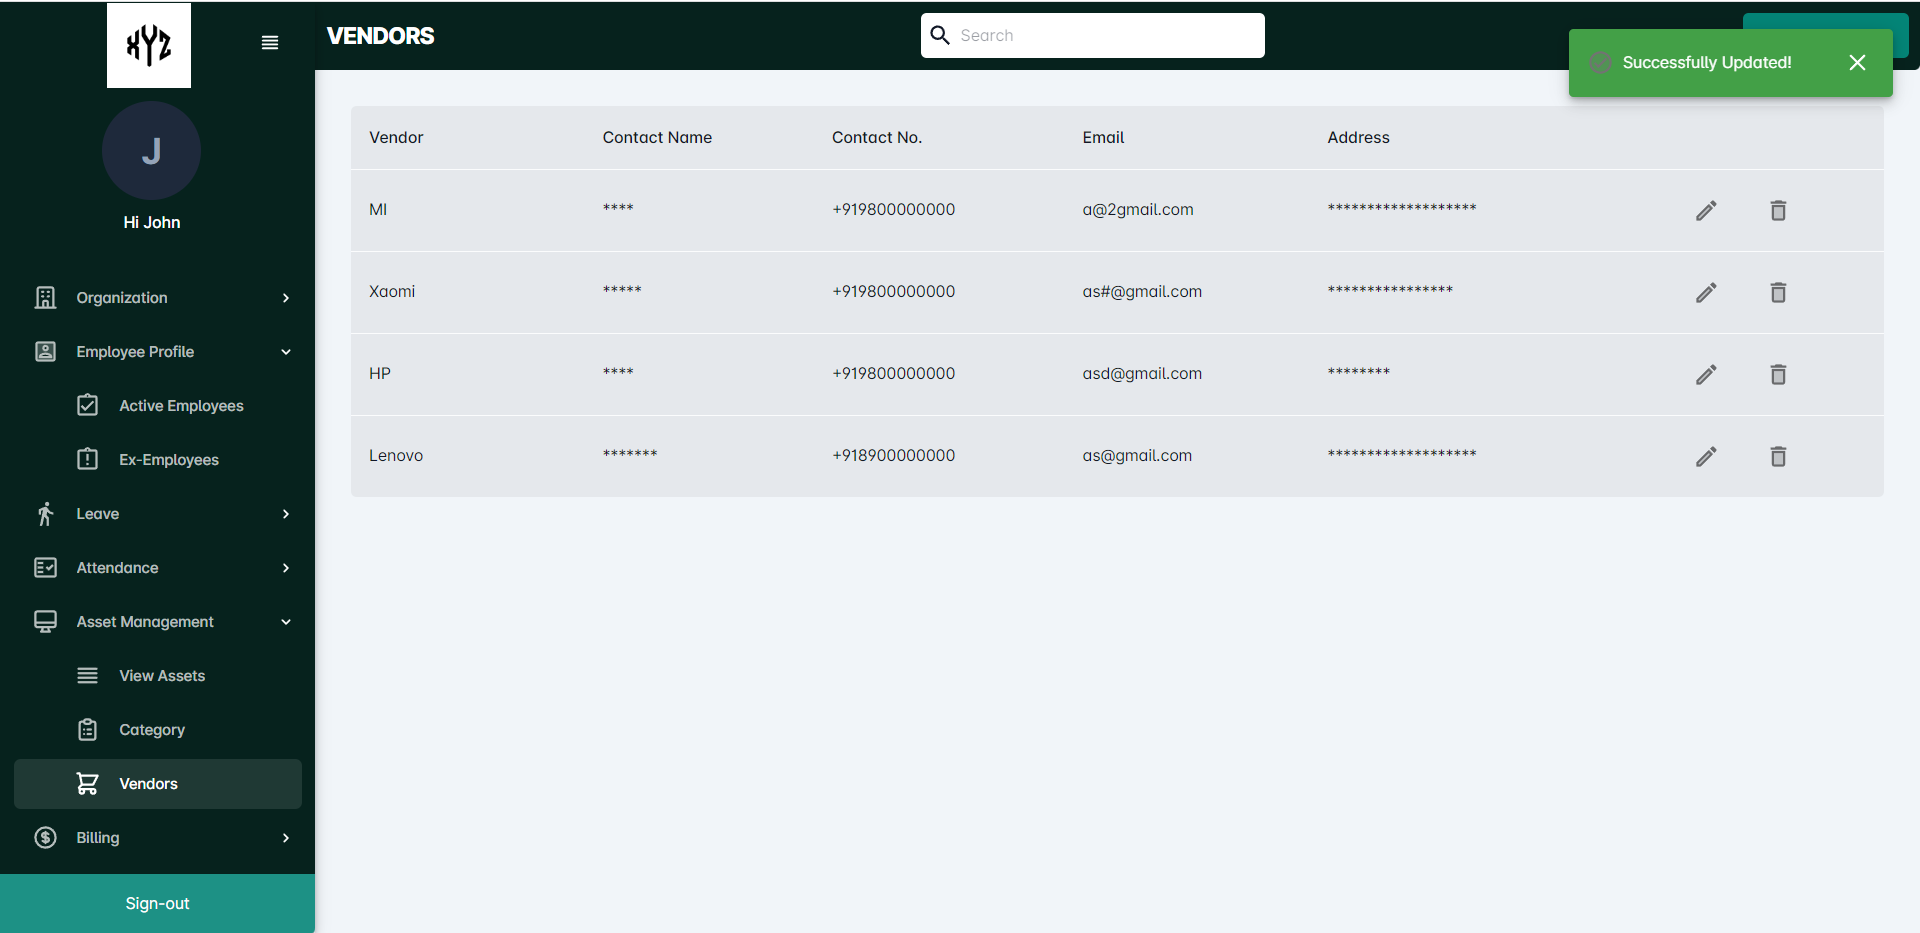 XYZ
VENDORS
Search
Successfully Updated!
J
Hi John
Organization
Employee Profile
Active Employees
Ex-Employees
Leave
Attendance
Asset Management
View Assets
Category
Vendors
Billing
Sign-out
Vendor Contact Name Contact No. Email Address
MI **** +919800000000 a@2gmail.com *******************
Xaomi ***** +919800000000 as#@gmail.com ****************
HP **** +919800000000 asd@gmail.com ********
Lenovo ******* +918900000000 as@gmail.com *******************